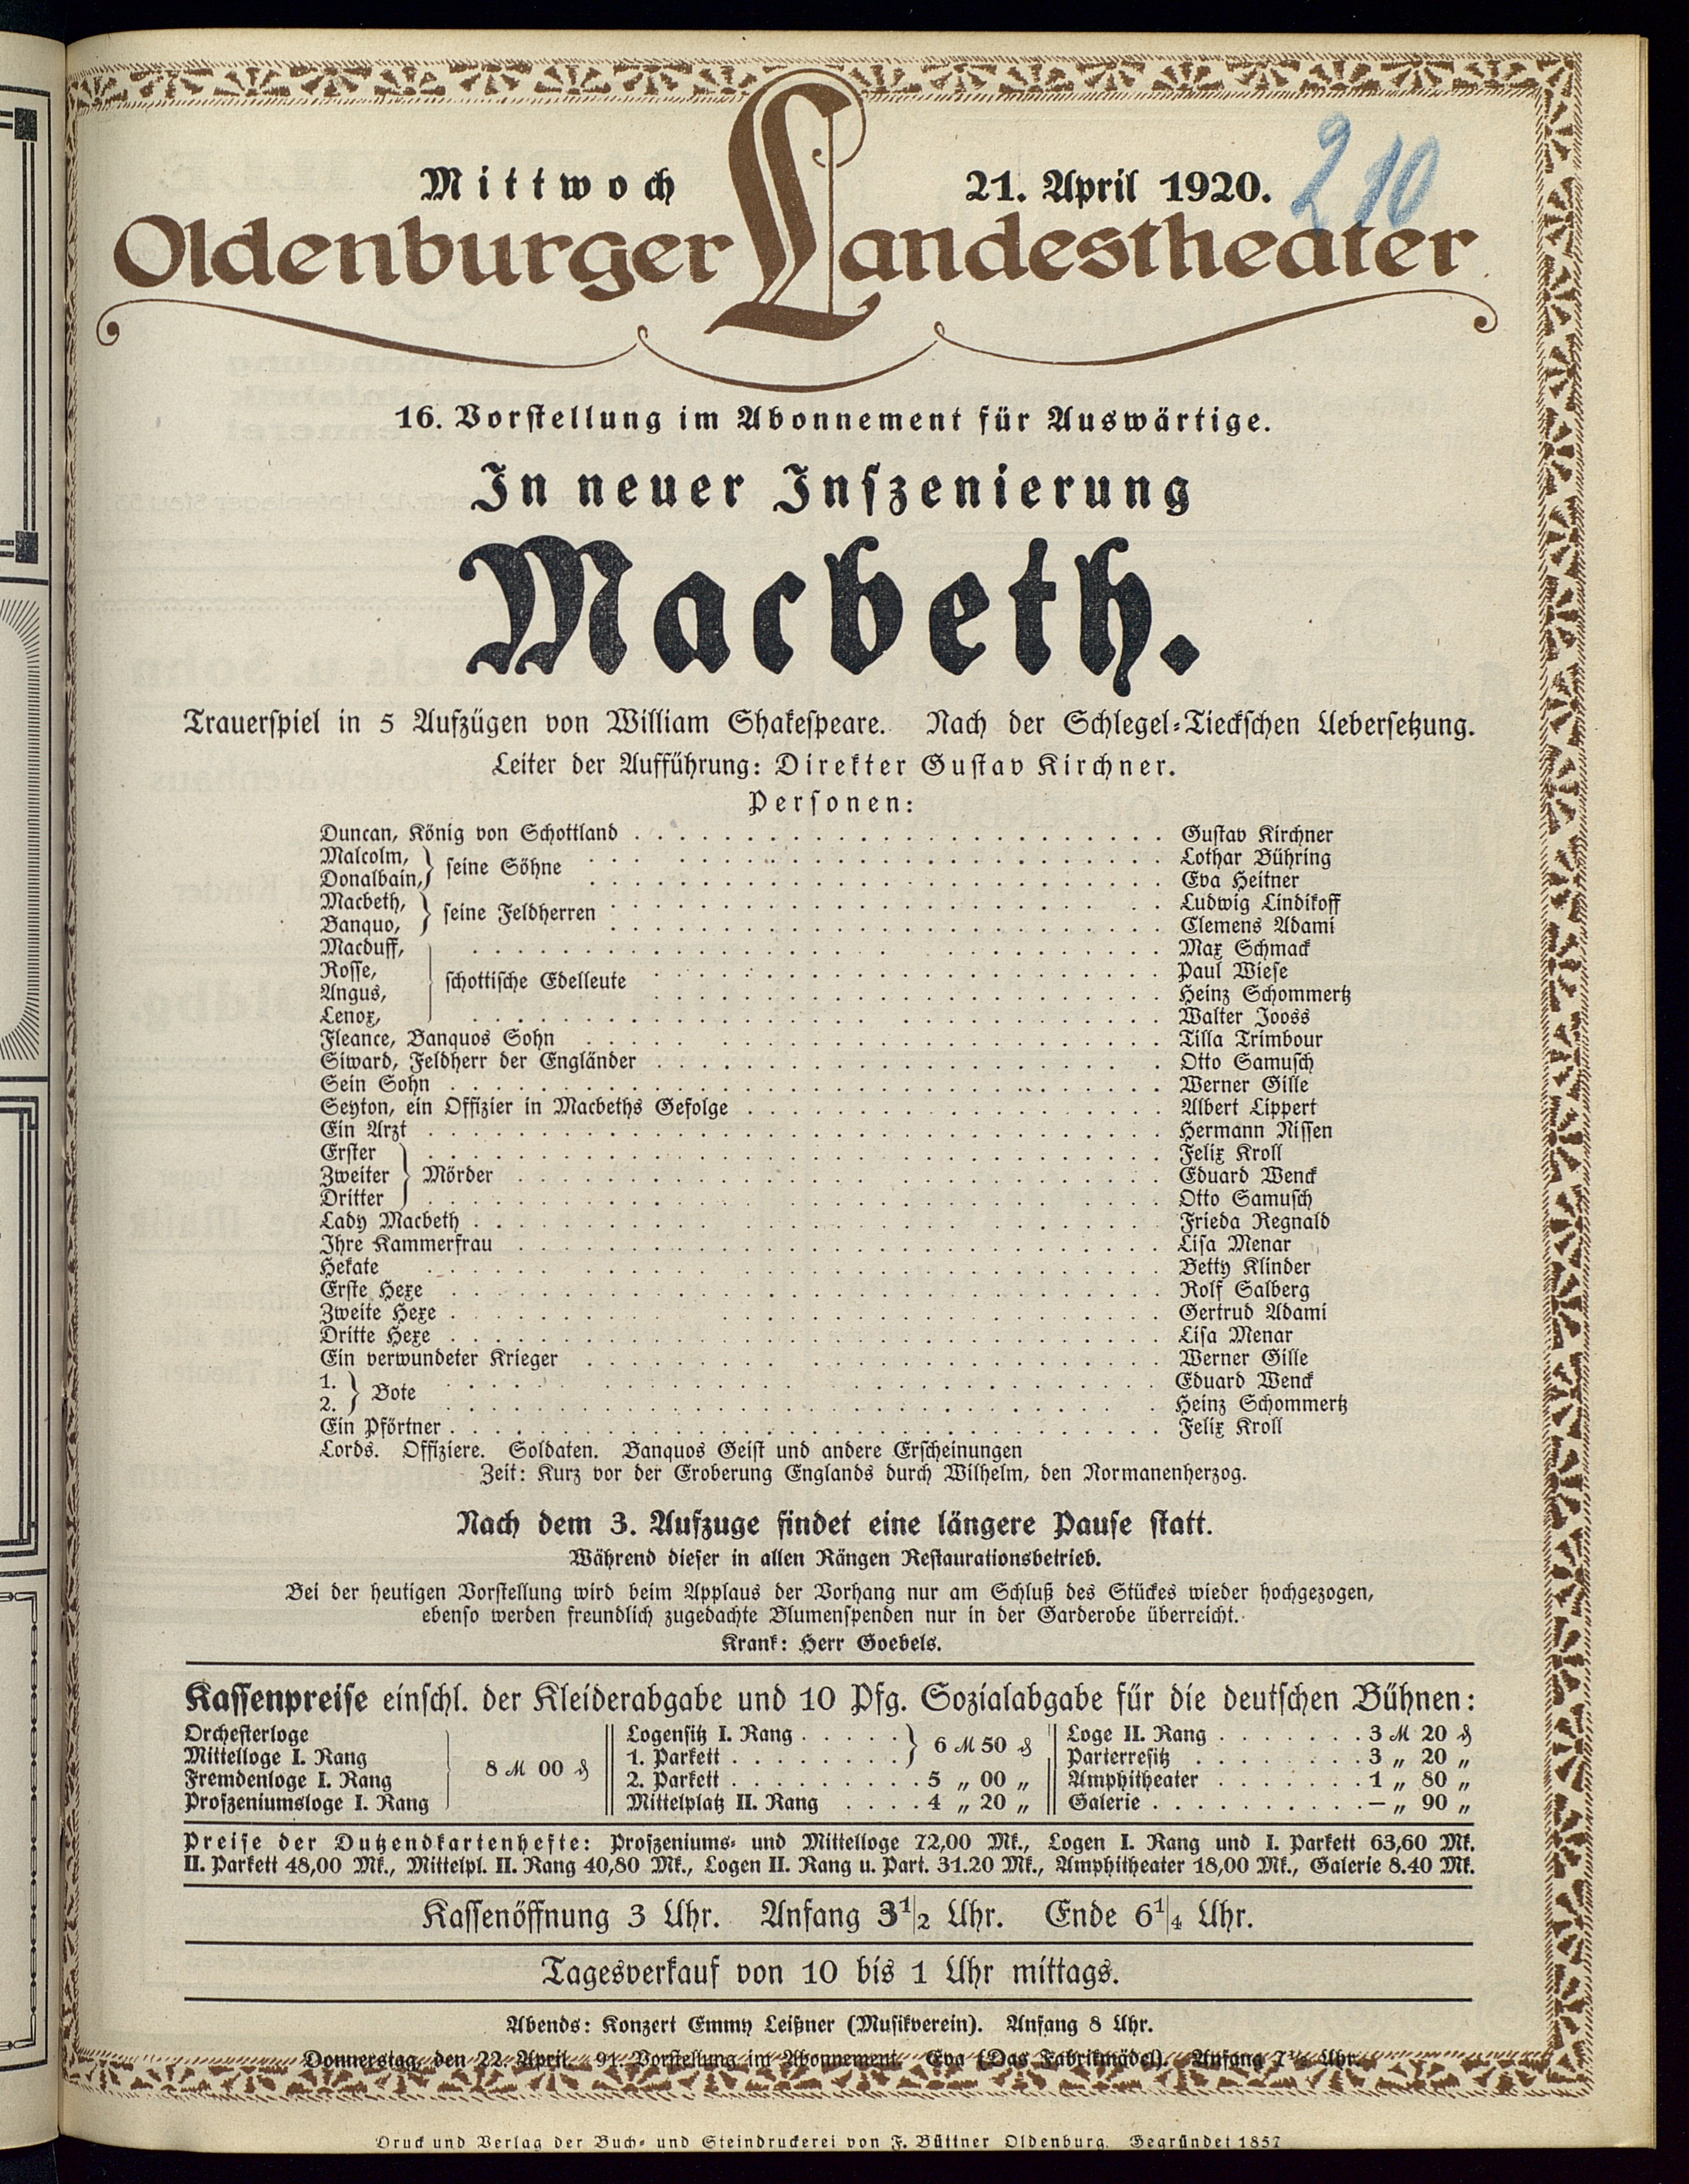 Mittwoch 21. April 1920. 210
Oldenburger Landestheater
16. Vorstellung im Abonnement für Auswärtige.
In neuer Inszenierung
Macbeth.
Trauerspiel in 5 Aufzügen von William Shakespeare. Nach der Schlegel-Tieckschen Uebersetzung.
Leiter der Aufführung: Direkter Gustav Kirchner.
Personen:
Duncan, König von Schottland . . . Gustav Kirchner
Malcolm, } seine Söhne . . . Lothar Bühring
Donalbain, } . . . Eva Heitner
Macbeth, } seine Feldherren . . . Ludwig Lindikoff
Banquo, } . . . Clemens Adami
Macduff, . . . Max Schmack
Rosse, } schottische Edelleute . . . Paul Wiese
Angus, . . . Heinz Schommertz
Lenox, . . . Walter Jooss
Fleance, Banquos Sohn . . . Tilla Trimbour
Siward, Feldherr der Engländer . . . Otto Samusch
Sein Sohn . . . Werner Gille
Seyton, ein Offizier in Macbeths Gefolge . . . Albert Lippert
Ein Arzt . . . Hermann Nissen
Erster . . . Felix Kroll
Zweiter } Mörder . . . Eduard Wenck
Dritter . . . Otto Samusch
Lady Macbeth . . . Frieda Regnald
Ihre Kammerfrau . . . Lisa Menar
Hekate . . . Betty Klinder
Erste Hexe . . . Rolf Salberg
Zweite Hexe . . . Gertrud Adami
Dritte Hexe . . . Lisa Menar
Ein verwundeter Krieger . . . Werner Gille
1. } Bote . . . Eduard Wenck
2. } . . . Heinz Schommertz
Ein Pförtner . . . Felix Kroll
Lords. Offiziere. Soldaten. Banquos Geist und andere Erscheinungen
Zeit: Kurz vor der Eroberung Englands durch Wilhelm, den Normanenherzog.
Nach dem 3. Aufzuge findet eine längere Pause statt.
Während dieser in allen Rängen Restaurationsbetrieb.
Bei der heutigen Vorstellung wird beim Applaus der Vorhang nur am Schluß des Stückes wieder hochgezogen,
ebenso werden freundlich zugedachte Blumenspenden nur in der Garderobe überreicht.
Krank: Herr Goebels.
Kassenpreise einschl. der Kleiderabgabe und 10 Pfg. Sozialabgabe für die deutschen Bühnen:
Orchesterloge
Mittelloge I. Rang
Fremdenloge I. Rang
Proszeniumsloge I. Rang
8 ℳ 00 ₰
Logensitz I. Rang . . . . .
1. Parkett . . . . . . . .
6 ℳ 50 ₰
2. Parkett . . . . . . . . . 5 „ 00 „
Mittelplatz II. Rang . . . . 4 „ 20 „
Loge II. Rang . . . . . . . 3 ℳ 20 ₰
Parterresitz . . . . . . . . 3 „ 20 „
Amphitheater . . . . . . . 1 „ 80 „
Galerie . . . . . . . . . . — „ 90 „
Preise der Dutzendkartenhefte: Proszeniums- und Mittelloge 72,00 Mk., Logen I. Rang und I. Parkett 63,60 Mk.
II. Parkett 48,00 Mk., Mittelpl. II. Rang 40,80 Mk., Logen II. Rang u. Part. 31.20 Mk., Amphitheater 18,00 Mk., Galerie 8.40 Mk.
Kassenöffnung 3 Uhr. Anfang 3 1/2 Uhr. Ende 6 1/4 Uhr.
Tagesverkauf von 10 bis 1 Uhr mittags.
Abends: Konzert Emmy Leißner (Musikverein). Anfang 8 Uhr.
Donnerstag, den 22. April. 91. Vorstellung im Abonnement. Eva (Das Fabrikmädel). Anfang 7 1/2 Uhr.
Druck und Verlag der Buch- und Steindruckerei von F. Büttner Oldenburg. Gegründet 1857